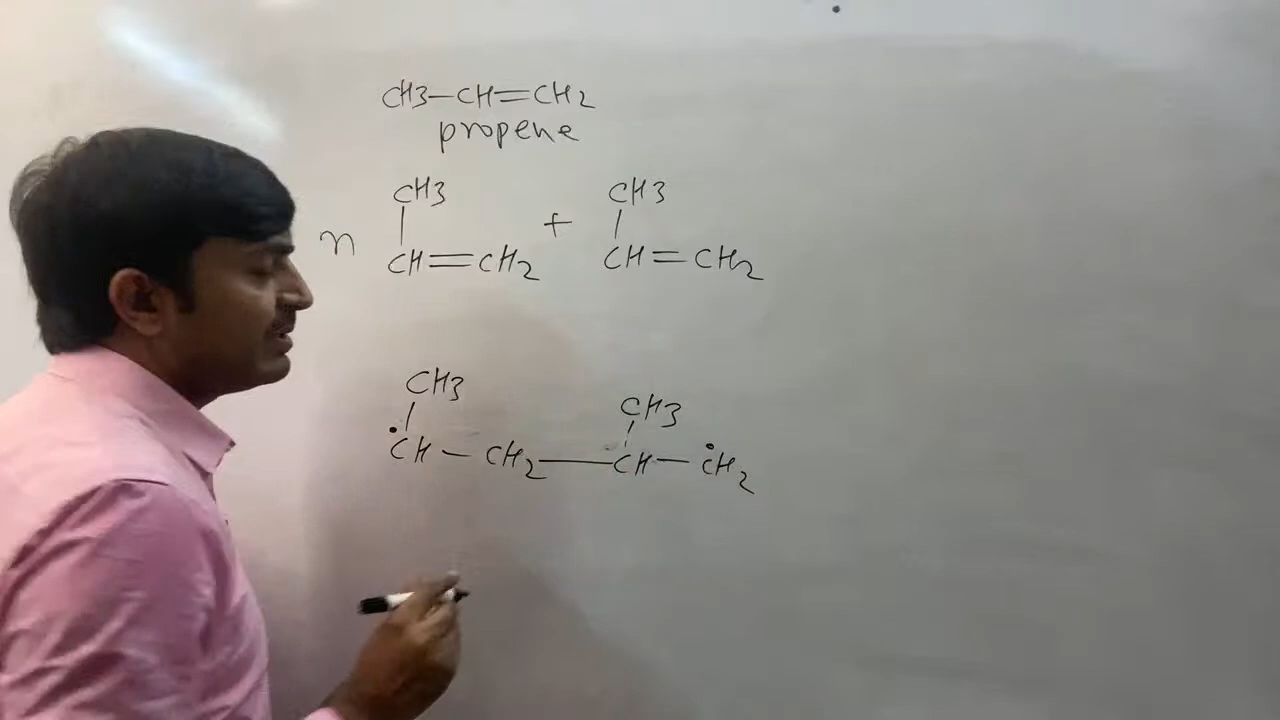 CH3-CH=CH2
propene
CH3 CH3
n CH=CH2 + CH=CH2
CH3 CH3
•CH-CH2-CH-•CH2